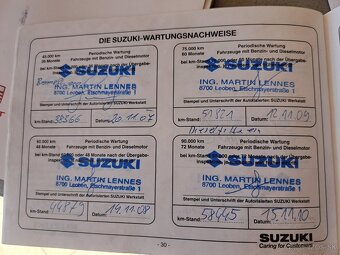 DIE SUZUKI-WARTUNGSNACHWEISE
45.000 km
36 Monate
Periodische Wartung
Fahrzeuge mit Benzin- und Dieselmotor
SUZUKI
ING. MARTIN LENNES
8700 Leoben, Etschmayerstraße 1
Stempel und Unterschrift der Autorisierten SUZUKI Werkstatt
km-Stand: 38566 Datum: 20.11.07
75.000 km
60 Monate
Periodische Wartung
Fahrzeuge mit Benzin- und Dieselmotor
SUZUKI
ING. MARTIN LENNES
8700 Leoben, Etschmayerstraße 1
Stempel und Unterschrift der Autorisierten SUZUKI Werkstatt
km-Stand: 51821 Datum: 12.11.09
60.000 km
48 Monate
Periodische Wartung
Fahrzeuge mit Benzin- und Dieselmotor
SUZUKI
ING. MARTIN LENNES
8700 Leoben, Etschmayerstraße 1
Stempel und Unterschrift der Autorisierten SUZUKI Werkstatt
km-Stand: 44879 Datum: 19.11.08
90.000 km
72 Monate
Periodische Wartung
Fahrzeuge mit Benzin- und Dieselmotor
SUZUKI
ING. MARTIN LENNES
8700 Leoben, Etschmayerstraße 1
Stempel und Unterschrift der Autorisierten SUZUKI Werkstatt
km-Stand: 58445 Datum: 15.11.10
- 30 -
SUZUKI
Caring for Customers